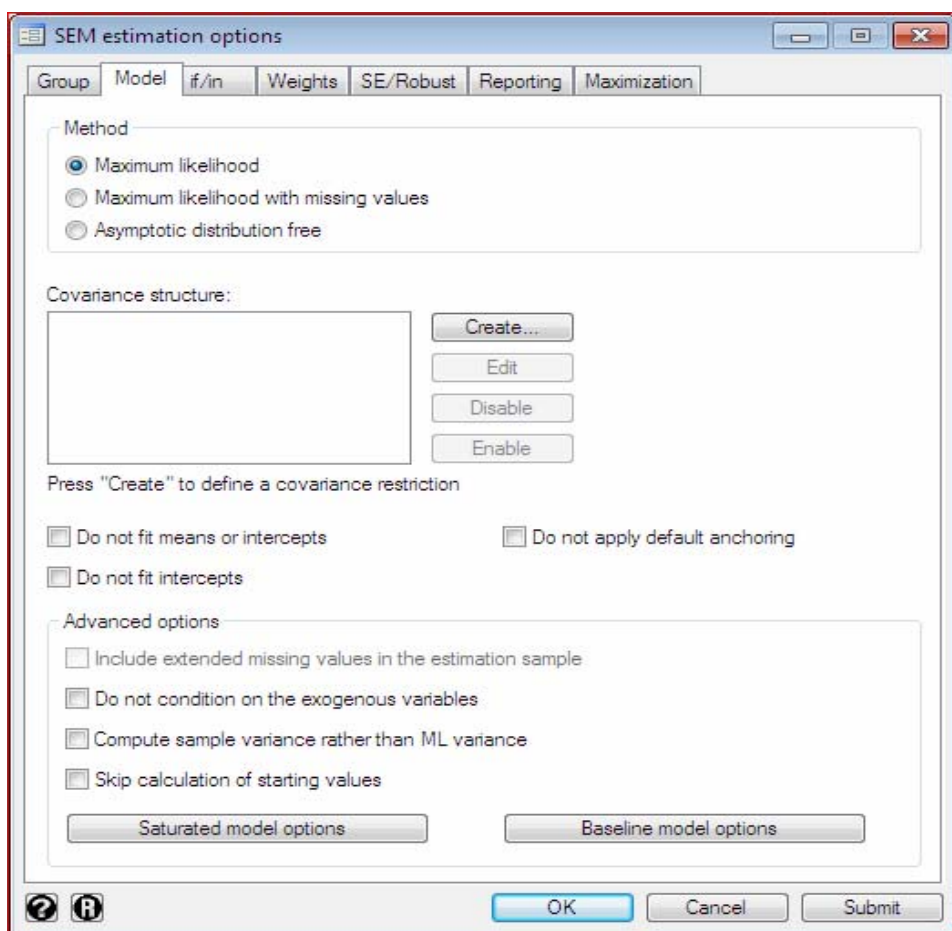 SEM estimation options
Group Model if/in Weights SE/Robust Reporting Maximization
Method
Maximum likelihood
Maximum likelihood with missing values
Asymptotic distribution free
Covariance structure:
Create...
Edit
Disable
Enable
Press "Create" to define a covariance restriction
Do not fit means or intercepts Do not apply default anchoring
Do not fit intercepts
Advanced options
Include extended missing values in the estimation sample
Do not condition on the exogenous variables
Compute sample variance rather than ML variance
Skip calculation of starting values
Saturated model options Baseline model options
? R OK Cancel Submit